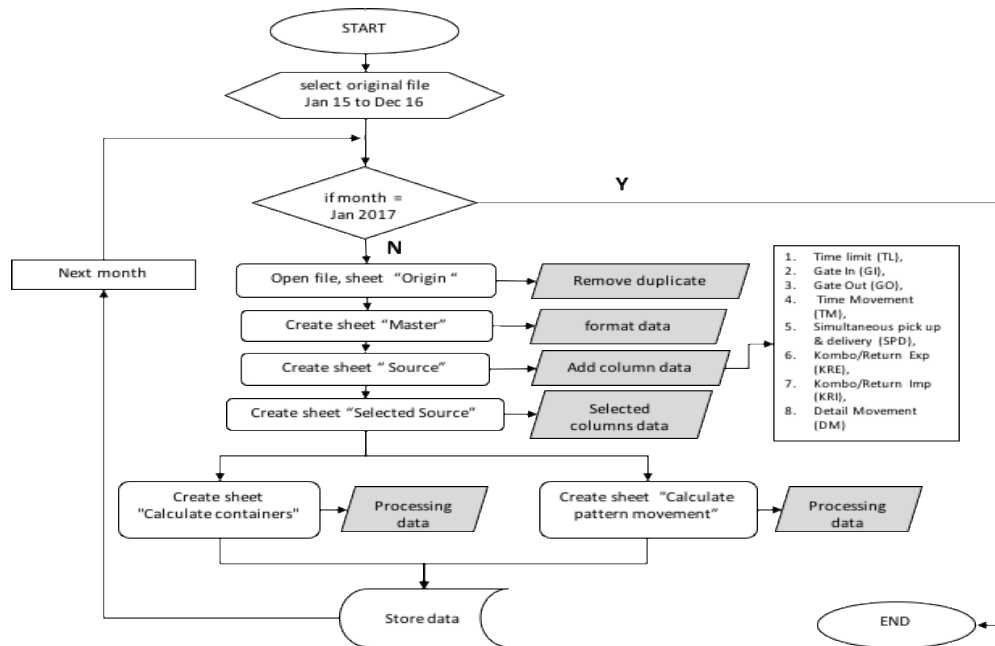 START
select original file
Jan 15 to Dec 16
if month =
Jan 2017
Y
N
Next month
Open file, sheet “Origin “
Remove duplicate
Create sheet “Master”
format data
Create sheet “ Source”
Add column data
Create sheet “Selected Source”
Selected
columns data
1. Time limit (TL),
2. Gate In (GI),
3. Gate Out (GO),
4. Time Movement
(TM),
5. Simultaneous pick up
& delivery (SPD),
6. Kombo/Return Exp
(KRE)
7. Kombo/Return Imp
(KRI),
8. Detail Movement
(DM)
Create sheet
"Calculate containers"
Processing
data
Create sheet "Calculate
pattern movement”
Processing
data
Store data
END